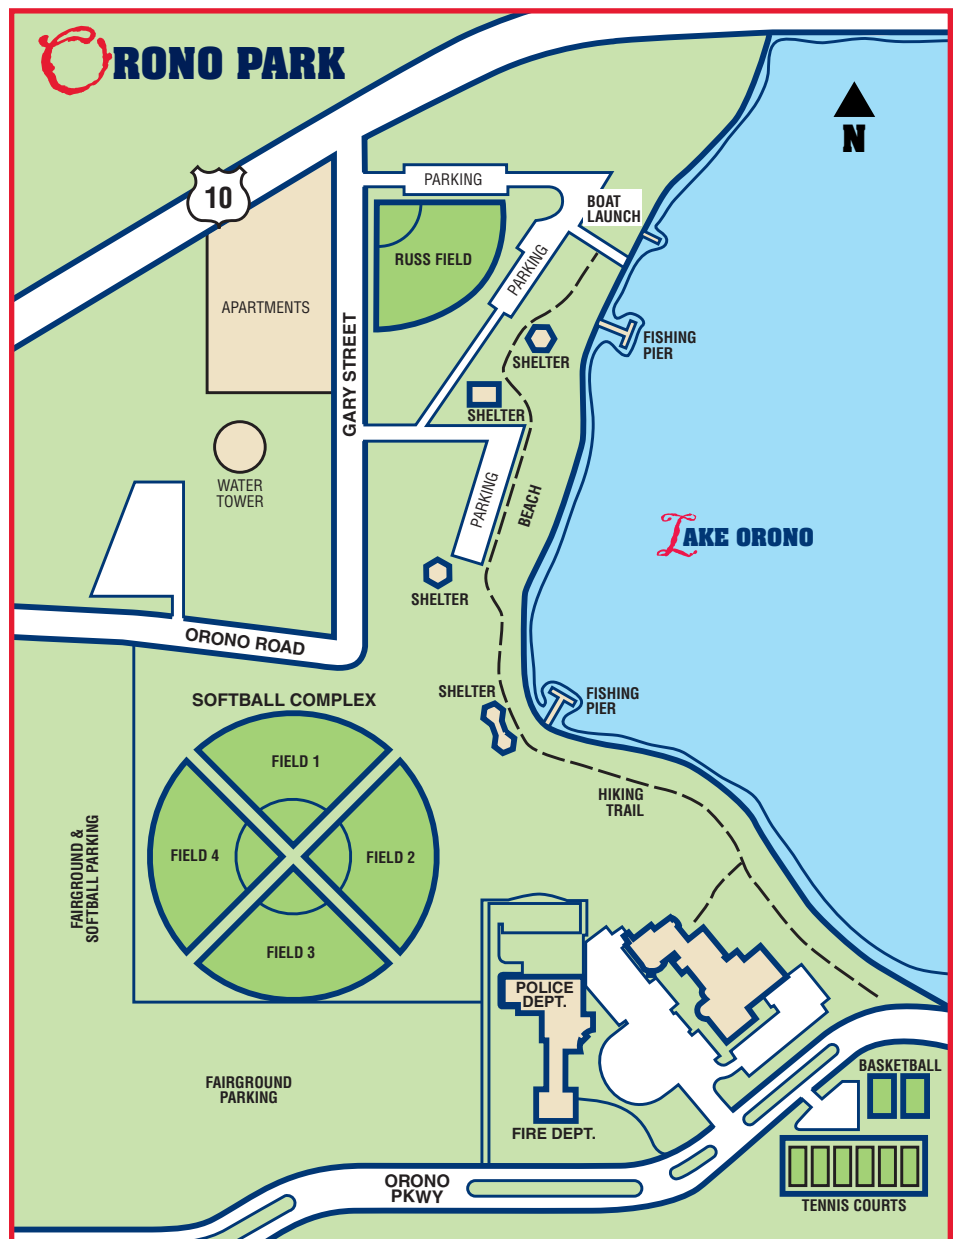 ORONO PARK
N
10
PARKING
BOAT
LAUNCH
RUSS FIELD
PARKING
APARTMENTS
GARY STREET
FISHING
PIER
SHELTER
SHELTER
WATER
TOWER
PARKING
BEACH
LAKE ORONO
SHELTER
ORONO ROAD
SHELTER
FISHING
PIER
SOFTBALL COMPLEX
FIELD 1
HIKING
TRAIL
FAIRGROUND &
SOFTBALL PARKING
FIELD 4
FIELD 2
FIELD 3
POLICE
DEPT.
FAIRGROUND
PARKING
BASKETBALL
FIRE DEPT.
ORONO
PKWY
TENNIS COURTS